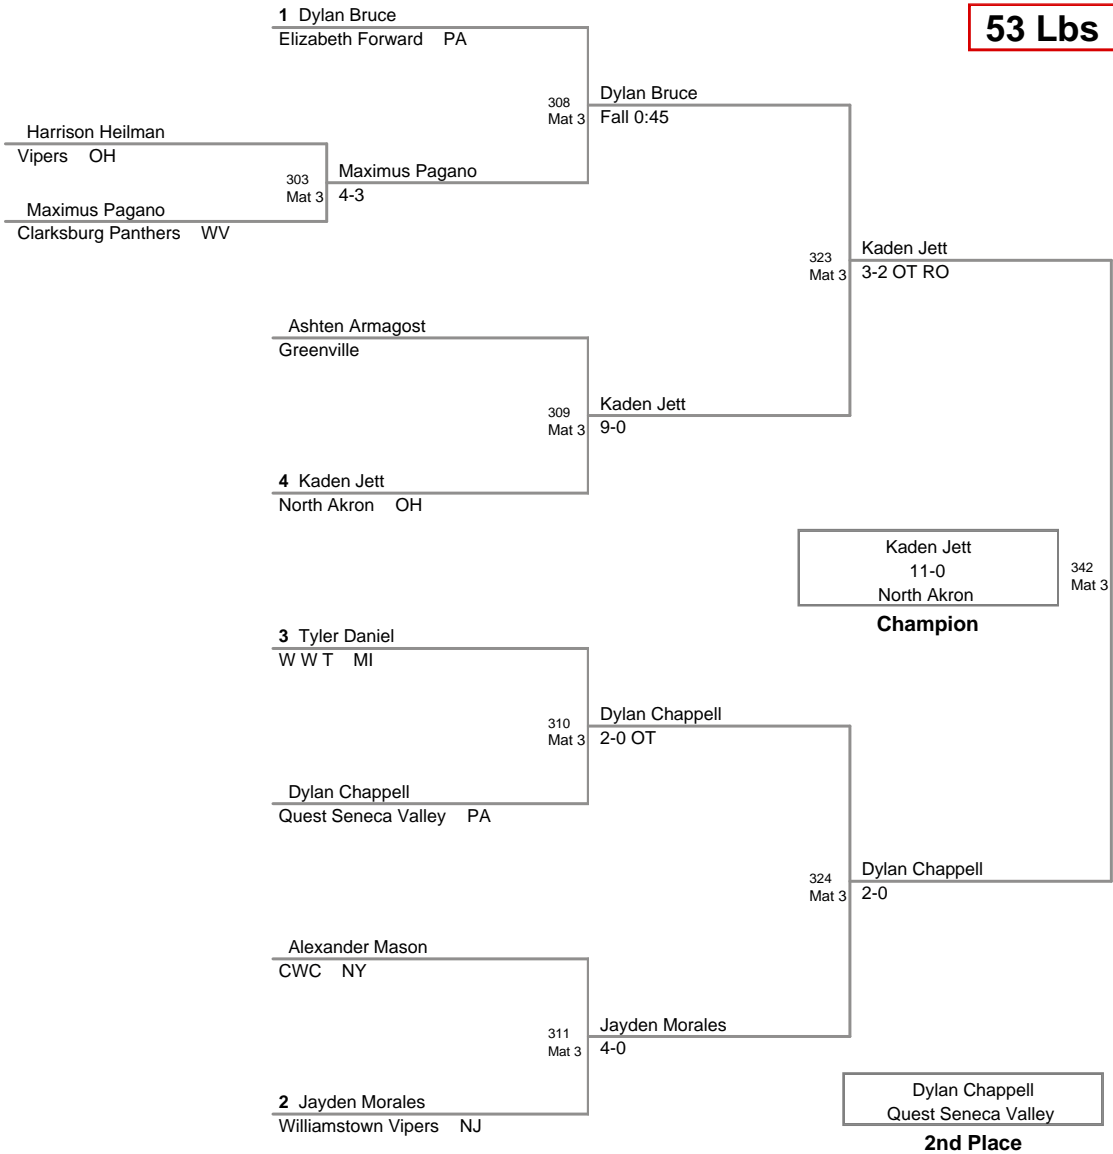 53 Lbs
1 Dylan Bruce
Elizabeth Forward PA
308
Mat 3
Dylan Bruce
Fall 0:45
Harrison Heilman
Vipers OH
303
Mat 3
Maximus Pagano
4-3
Maximus Pagano
Clarksburg Panthers WV
323
Mat 3
Kaden Jett
3-2 OT RO
Ashten Armagost
Greenville
309
Mat 3
Kaden Jett
9-0
4 Kaden Jett
North Akron OH
Kaden Jett
11-0
North Akron
Champion
342
Mat 3
3 Tyler Daniel
W W T MI
310
Mat 3
Dylan Chappell
2-0 OT
Dylan Chappell
Quest Seneca Valley PA
324
Mat 3
Dylan Chappell
2-0
Alexander Mason
CWC NY
311
Mat 3
Jayden Morales
4-0
2 Jayden Morales
Williamstown Vipers NJ
Dylan Chappell
Quest Seneca Valley
2nd Place